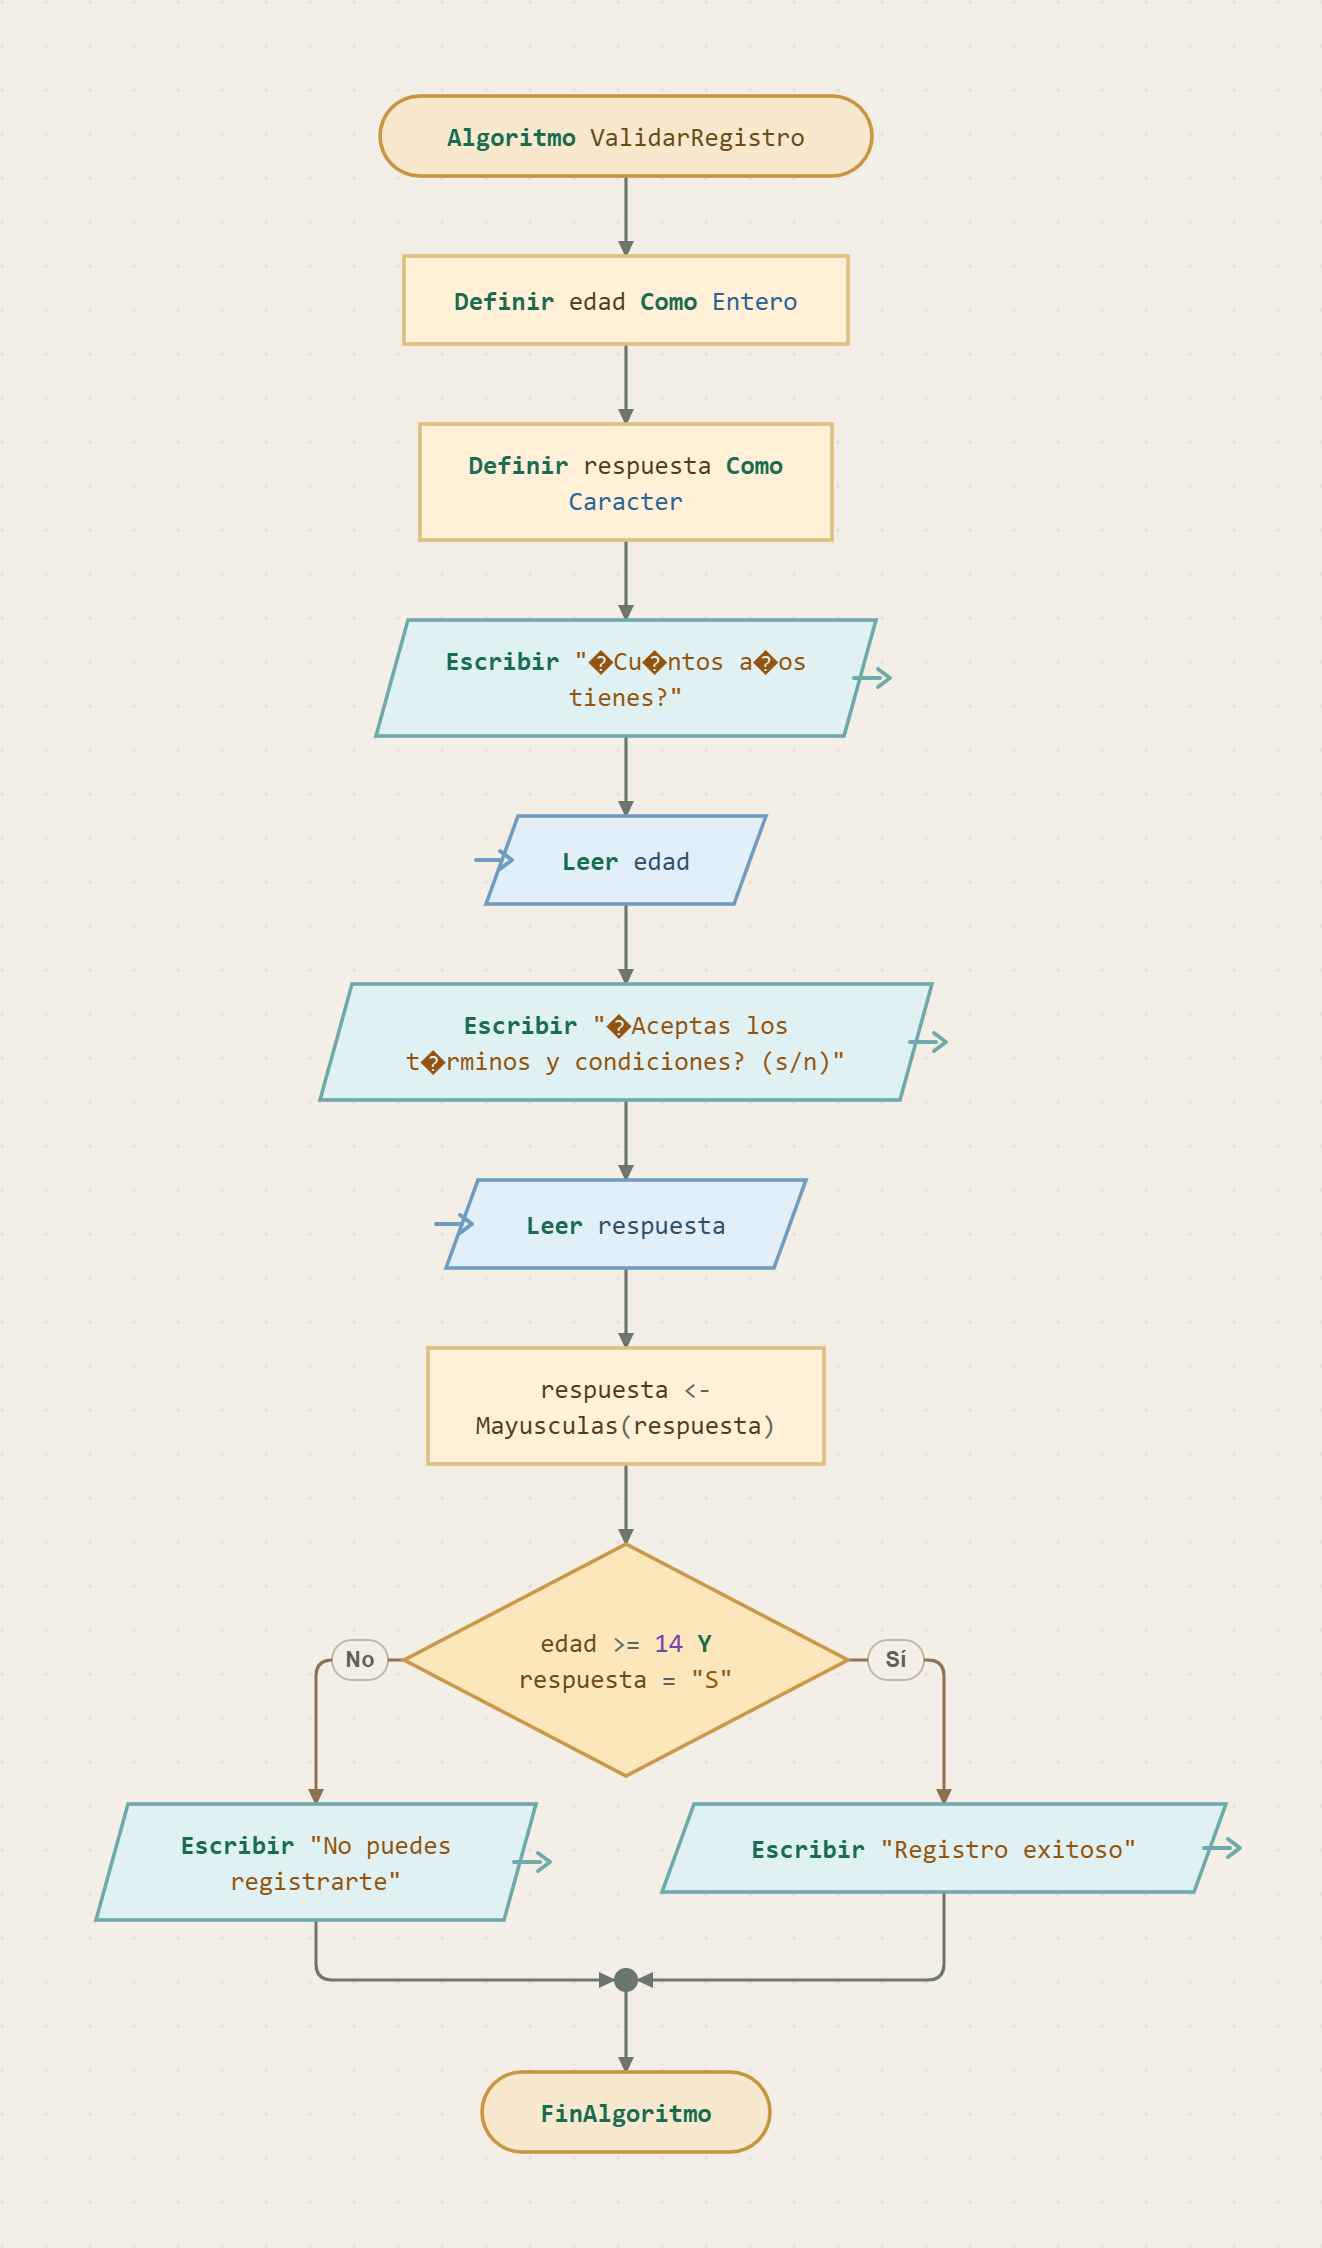 Algoritmo ValidarRegistro
Definir edad Como Entero
Definir respuesta Como
Caracter
Escribir "�Cu�ntos a�os
tienes?"
Leer edad
Escribir "�Aceptas los
t�rminos y condiciones? (s/n)"
Leer respuesta
respuesta <-
Mayusculas(respuesta)
edad >= 14 Y
respuesta = "S"
No
Sí
Escribir "No puedes
registrarte"
Escribir "Registro exitoso"
FinAlgoritmo